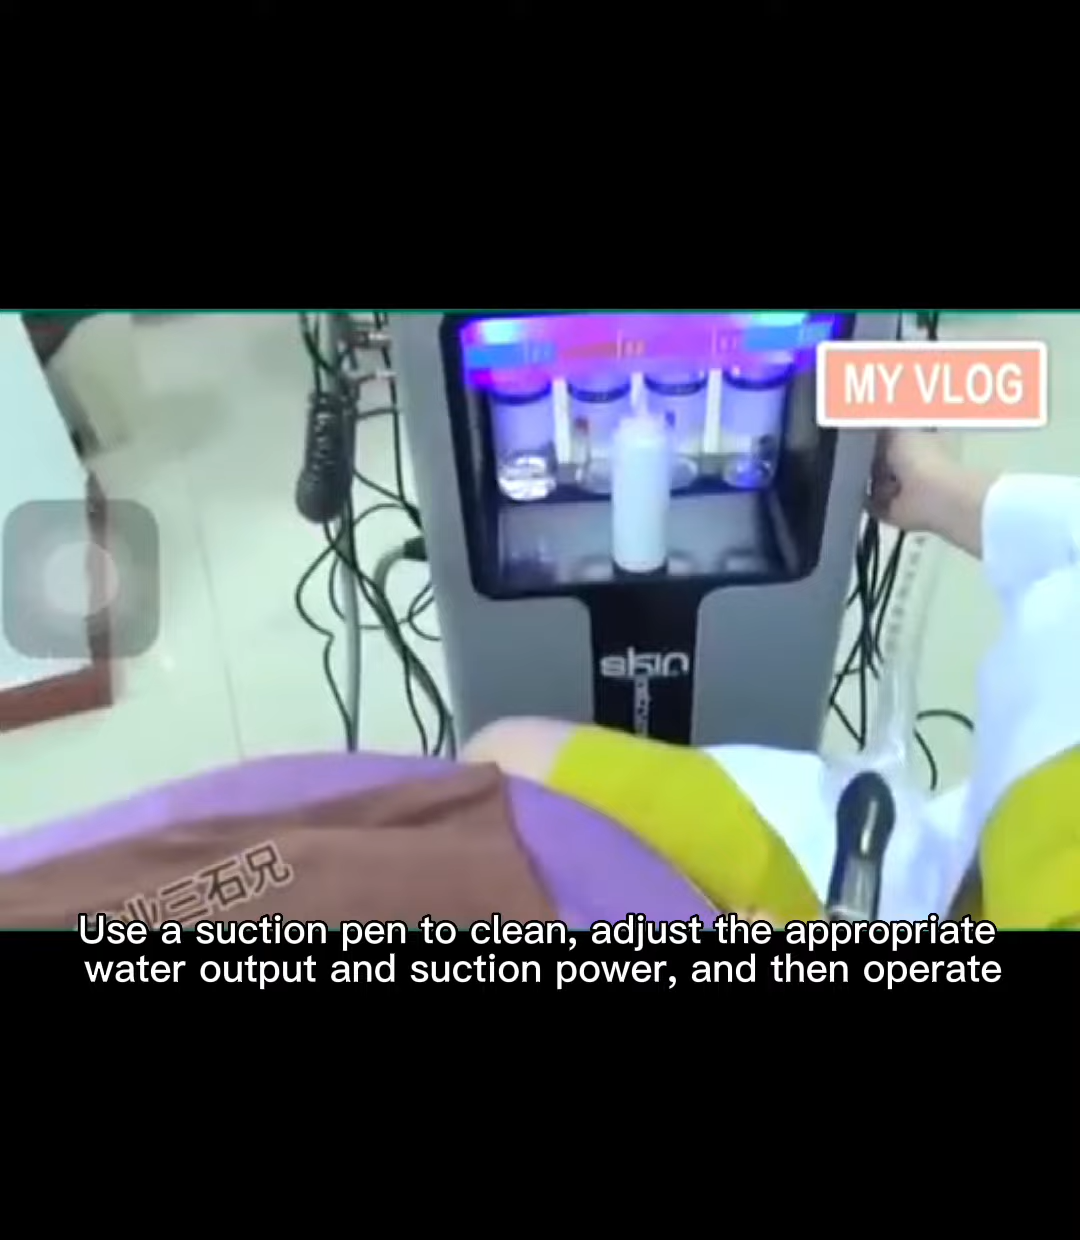 MY VLOG
业三石兄
Use a suction pen to clean, adjust the appropriate
water output and suction power, and then operate